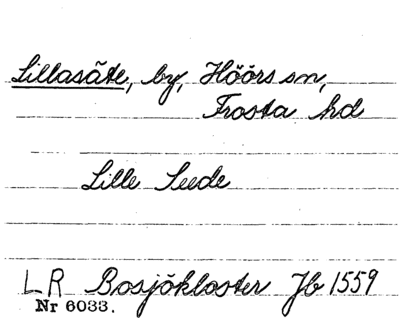 Lillasäte, by, Höörs sn,
Frosta hd
Lille Seede
LR Bosjökloster Jb 1559
Nr 6033.